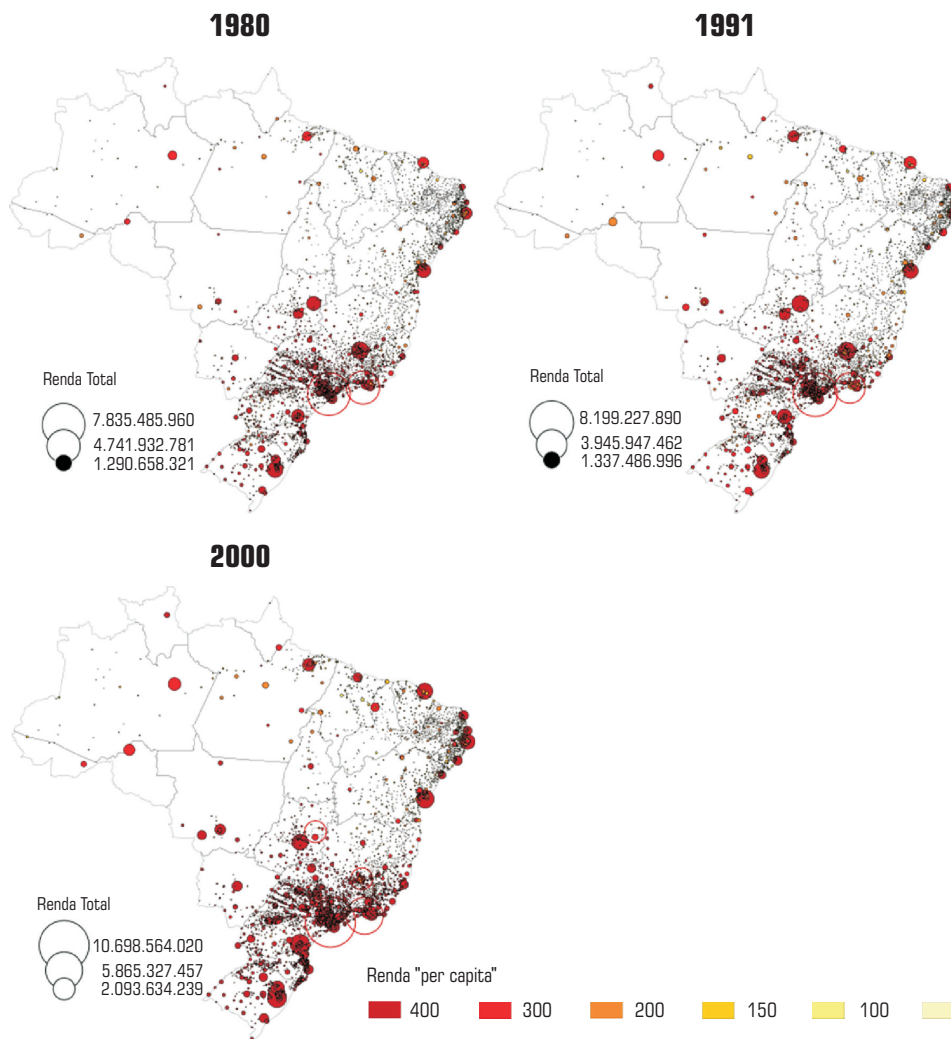 1980
1991
Renda Total
7.835.485.960
4.741.932.781
1.290.658.321
Renda Total
8.199.227.890
3.945.947.462
1.337.486.996
2000
Renda Total
10.698.564.020
5.865.327.457
2.093.634.239
Renda "per capita"
400 300 200 150 100